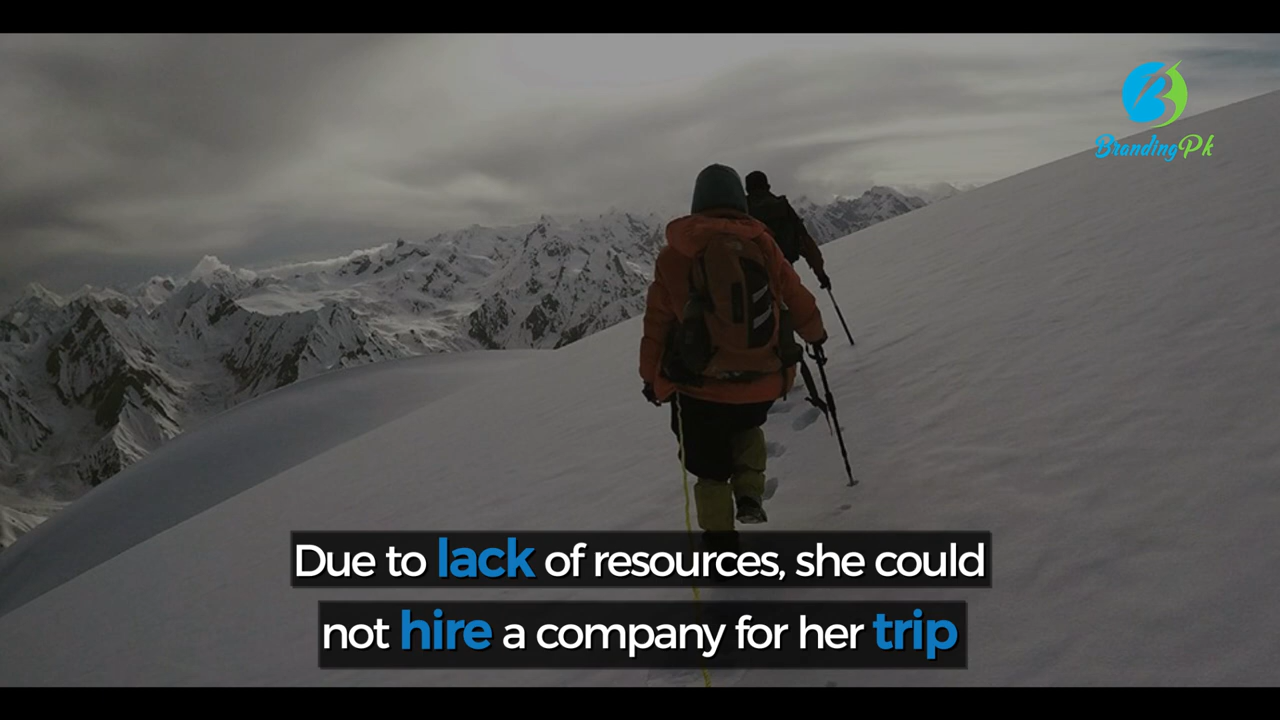 BrandingPk
Due to lack of resources, she could
not hire a company for her trip